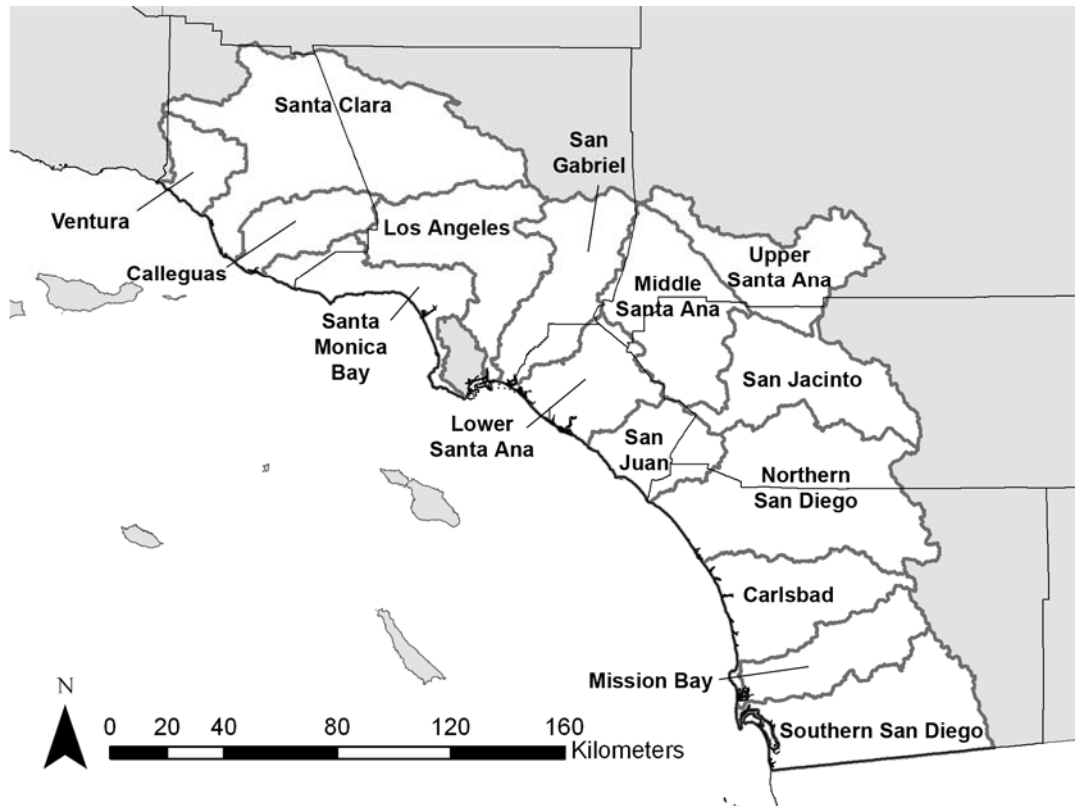 Santa Clara
San
Gabriel
Ventura
Los Angeles
Calleguas
Upper
Santa Ana
Middle
Santa Ana
Santa
Monica
Bay
San Jacinto
Lower
Santa Ana
San
Juan
Northern
San Diego
Carlsbad
Mission Bay
Southern San Diego
N
0 20 40 80 120 160
Kilometers